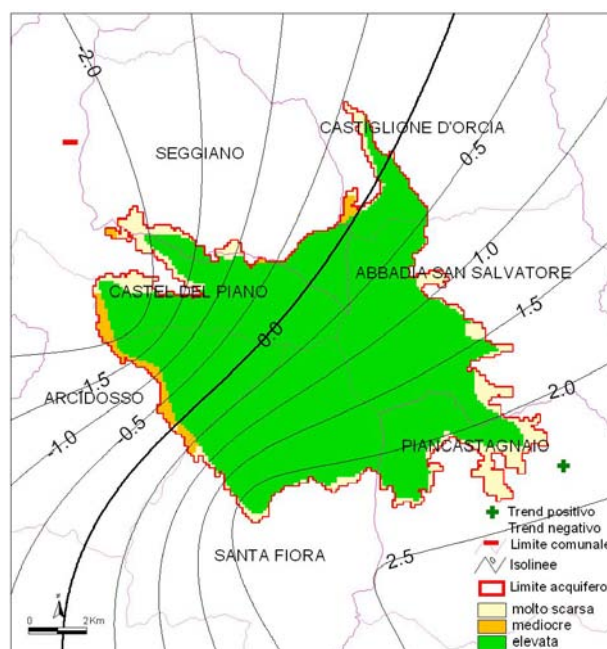 -2.0
CASTIGLIONE D'ORCIA
SEGGIANO
0.5
1.0
ABBADIA SAN SALVATORE
CASTEL DEL PIANO
1.5
0.0
-1.5
ARCIDOSSO
2.0
-0.5
-1.0
PIANCASTAGNAIO
Trend positivo
Trend negativo
Limite comunale
SANTA FIORA
2.5
Isolinee
Limite acquifero
molto scarsa
0 2Km
mediocre
elevata